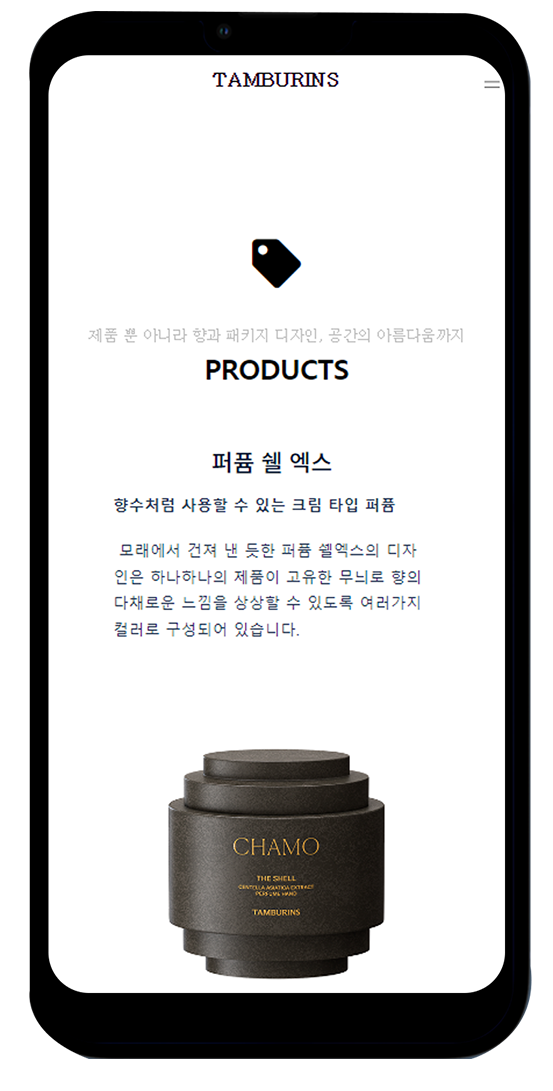 TAMBURINS
제품 뿐 아니라 향과 패키지 디자인, 공간의 아름다움까지
PRODUCTS
퍼퓸 쉘 엑스
향수처럼 사용할 수 있는 크림 타입 퍼퓸
모래에서 건져 낸 듯한 퍼퓸 쉘엑스의 디자
인은 하나하나의 제품이 고유한 무늬로 향의
다채로운 느낌을 상상할 수 있도록 여러가지
컬러로 구성되어 있습니다.
CHAMO
THE SHELL
CENTELLA ASIATICA EXTRACT
PERFUME HAND
TAMBURINS